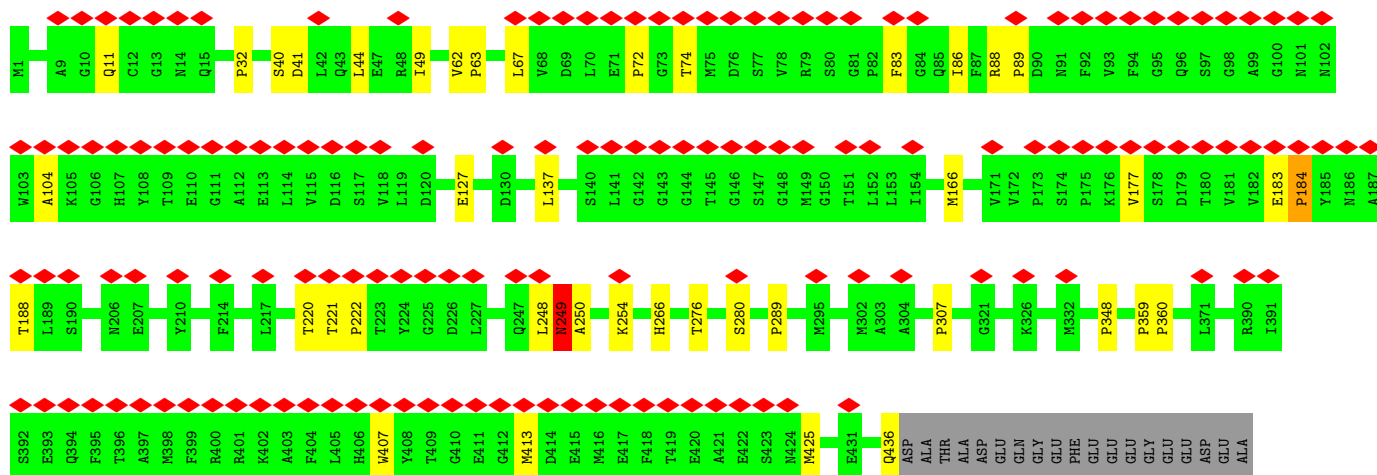 M1 A9 G10 Q11 C12 G13 N14 Q15 P32 S40 D41 L42 Q43 L44 E47 R48 I49 V62 P63 L67 V68 D69 L70 E71 P72 G73 T74 M75 D76 S77 V78 R79 S80 G81 P82 F83 G84 Q85 I86 F87 R88 P89 D90 N91 F92 V93 F94 G95 Q96 S97 G98 A99 G100 N101 N102
W103 A104 K105 G106 H107 Y108 T109 E110 G111 A112 E113 L114 V115 D116 S117 V118 L119 D120 E127 D130 L137 S140 L141 G142 G143 G144 T145 G146 S147 G148 M149 G150 T151 L152 L153 I154 M166 V171 V172 P173 S174 P175 K176 V177 S178 D179 T180 V181 V182 E183 P184 Y185 N186 A187
T188 L189 S190 N206 E207 Y210 F214 L217 T220 T221 P222 T223 Y224 G225 D226 L227 Q247 L248 N249 A250 K254 H266 T276 S280 P289 M295 M302 A303 A304 P307 G321 K326 M332 P348 P359 P360 L371 R390 I391
S392 E393 Q394 F395 T396 A397 M398 F399 R400 R401 K402 A403 F404 L405 H406 W407 Y408 T409 G410 E411 G412 M413 D414 E415 M416 E417 F418 T419 E420 A421 E422 S423 N424 M425 E431 Q436 ASP ALA THR ALA ASP GLU GLN GLY GLU PHE GLU GLU GLU GLY GLU GLU ASP GLU ALA